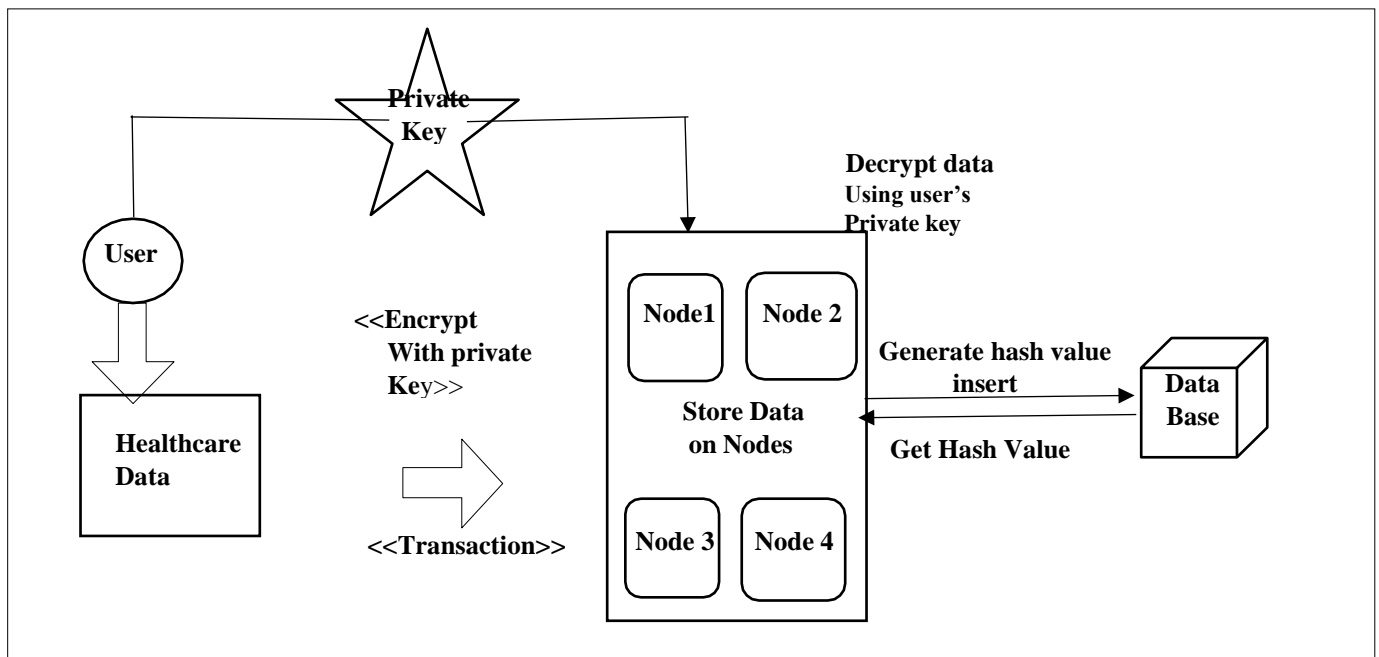 Private
Key
Decrypt data
Using user’s
Private key
User
<<Encrypt
With private
Key>>
Node1
Node 2
Generate hash value
insert
Data
Base
Store Data
on Nodes
Get Hash Value
Healthcare
Data
<<Transaction>>
Node 3
Node 4